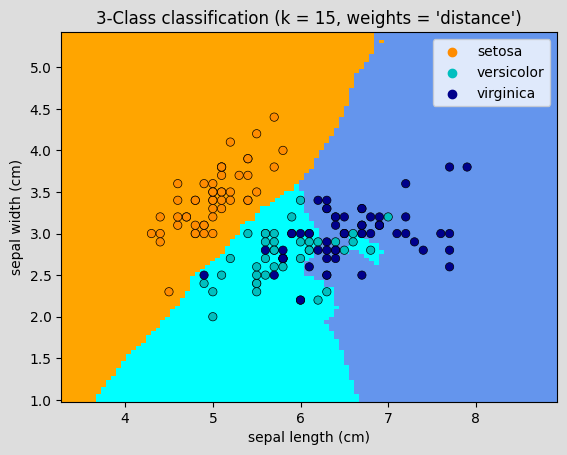 3-Class classification (k = 15, weights = 'distance')
setosa
versicolor
virginica
sepal width (cm)
5.0
4.5
4.0
3.5
3.0
2.5
2.0
1.5
1.0
4 5 6 7 8
sepal length (cm)